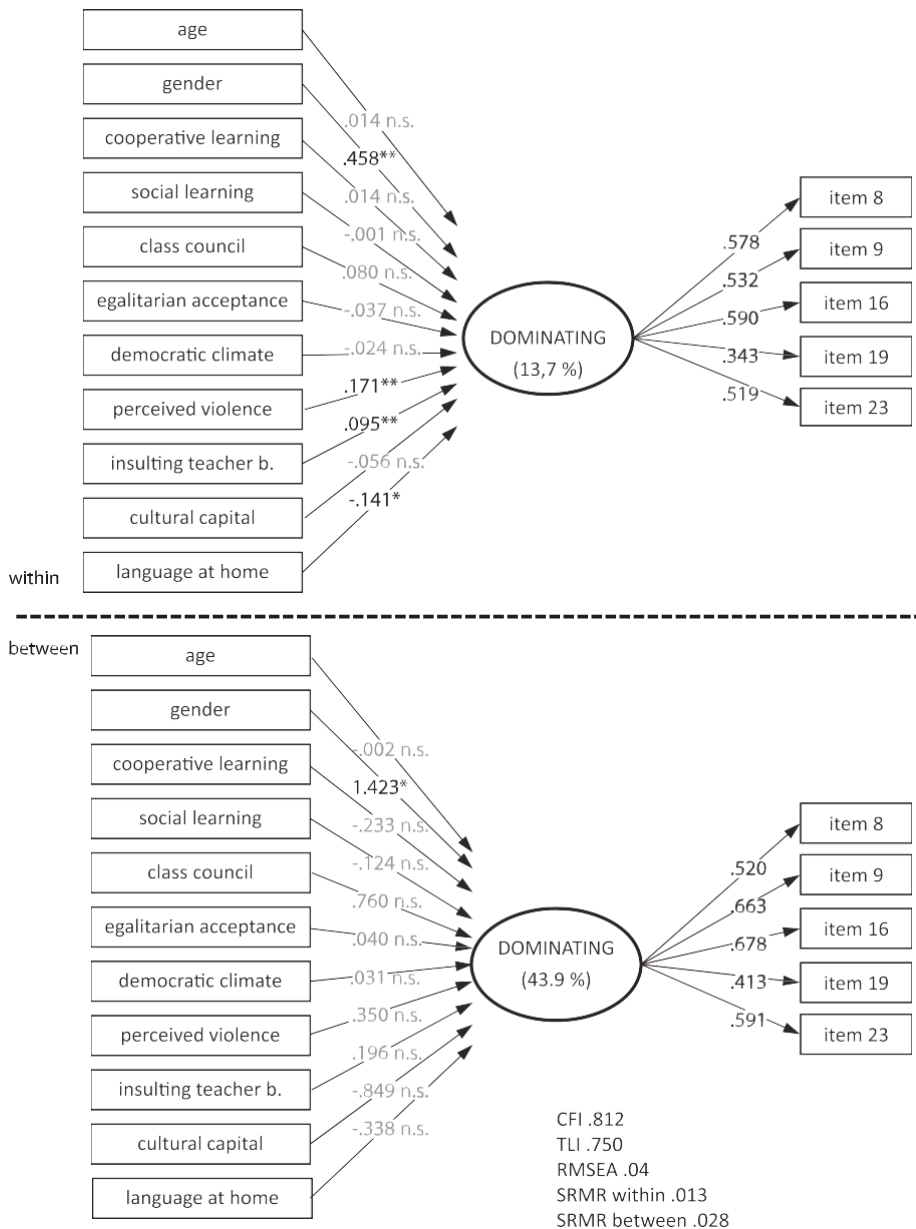 age
gender
cooperative learning
social learning
class council
egalitarian acceptance
democratic climate
perceived violence
insulting teacher b.
cultural capital
language at home
within
.014 n.s.
.458**
.014 n.s.
-.001 n.s.
.080 n.s.
-.037 n.s.
-.024 n.s.
.171**
.095**
-.056 n.s.
-.141*
DOMINATING
(13,7 %)
.578
.532
.590
.343
.519
item 8
item 9
item 16
item 19
item 23
between
age
gender
cooperative learning
social learning
class council
egalitarian acceptance
democratic climate
perceived violence
insulting teacher b.
cultural capital
language at home
-.002 n.s.
1.423*
-.233 n.s.
-.124 n.s.
.760 n.s.
.040 n.s.
.031 n.s.
.350 n.s.
.196 n.s.
-.849 n.s.
-.338 n.s.
DOMINATING
(43.9 %)
.520
.663
.678
.413
.591
item 8
item 9
item 16
item 19
item 23
CFI .812
TLI .750
RMSEA .04
SRMR within .013
SRMR between .028